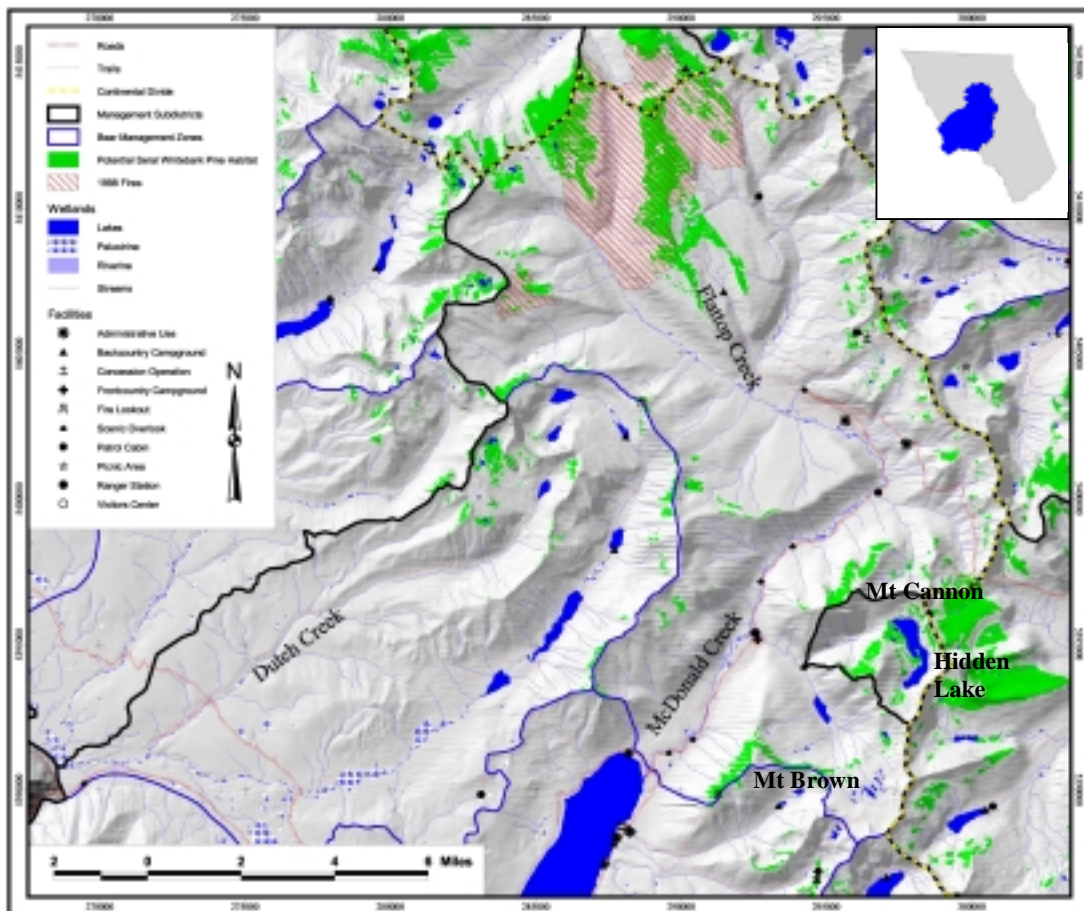 Roads
Trails
Continental Divide
Management Subdistricts
Bear Management Zones
Potential Seral Whitebark Pine Habitat
1998 Fires
Wetlands
Lakes
Palustrine
Riverine
Streams
Facilities
Administrative Use
Backcountry Campground
Concession Operation
Frontcountry Campground
Fire Lookout
Scenic Overlook
Patrol Cabin
Picnic Area
Ranger Station
Visitors Center
N
Flattop Creek
Mt Cannon
Hidden
Lake
Dutch Creek
McDonald Creek
Mt Brown
2 0 2 4 6 Miles